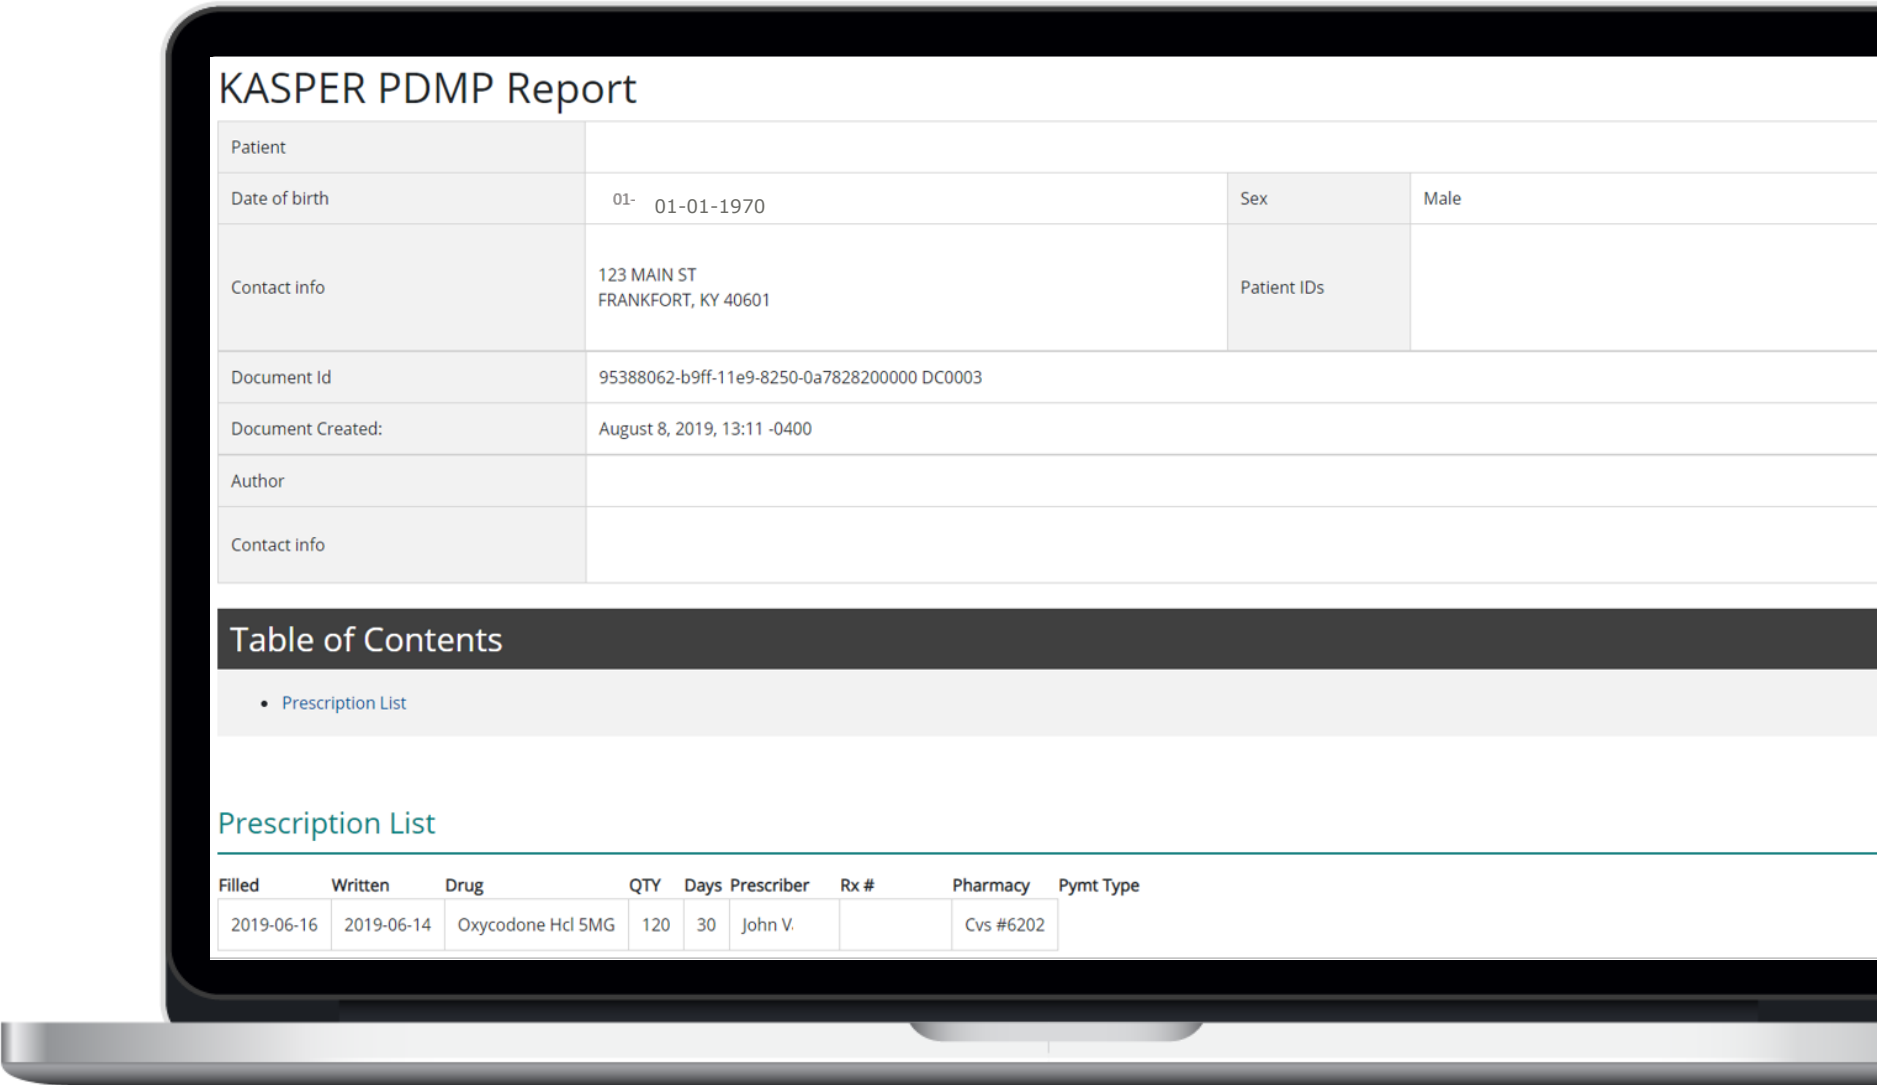 KASPER PDMP Report
Patient
Date of birth 01- 01-01-1970 Sex Male
Contact info 123 MAIN ST
FRANKFORT, KY 40601 Patient IDs
Document Id 95388062-b9ff-11e9-8250-0a7828200000 DC0003
Document Created: August 8, 2019, 13:11 -0400
Author
Contact info
Table of Contents
• Prescription List
Prescription List
Filled Written Drug QTY Days Prescriber Rx # Pharmacy Pymt Type
2019-06-16 2019-06-14 Oxycodone Hcl 5MG 120 30 John V. Cvs #6202